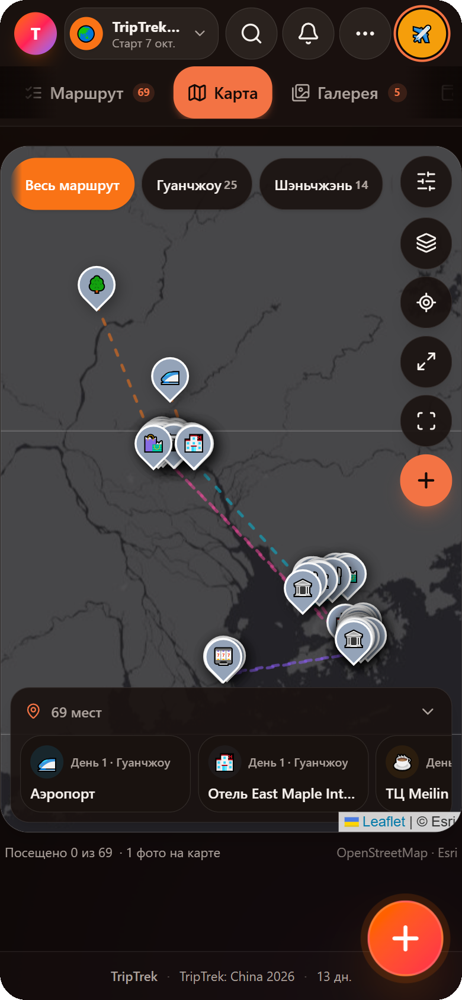 T
TripTrek...
Старт 7 окт.
Маршрут 69
Карта
Галерея 5
Весь маршрут
Гуанчжоу 25
Шэньчжэнь 14
777
69 мест
День 1 · Гуанчжоу
Аэропорт
День 1 · Гуанчжоу
Отель East Maple Int...
День
ТЦ Meilin
Leaflet | © Esri
Посещено 0 из 69 · 1 фото на карте
OpenStreetMap · Esri
TripTrek · TripTrek: China 2026 · 13 дн.